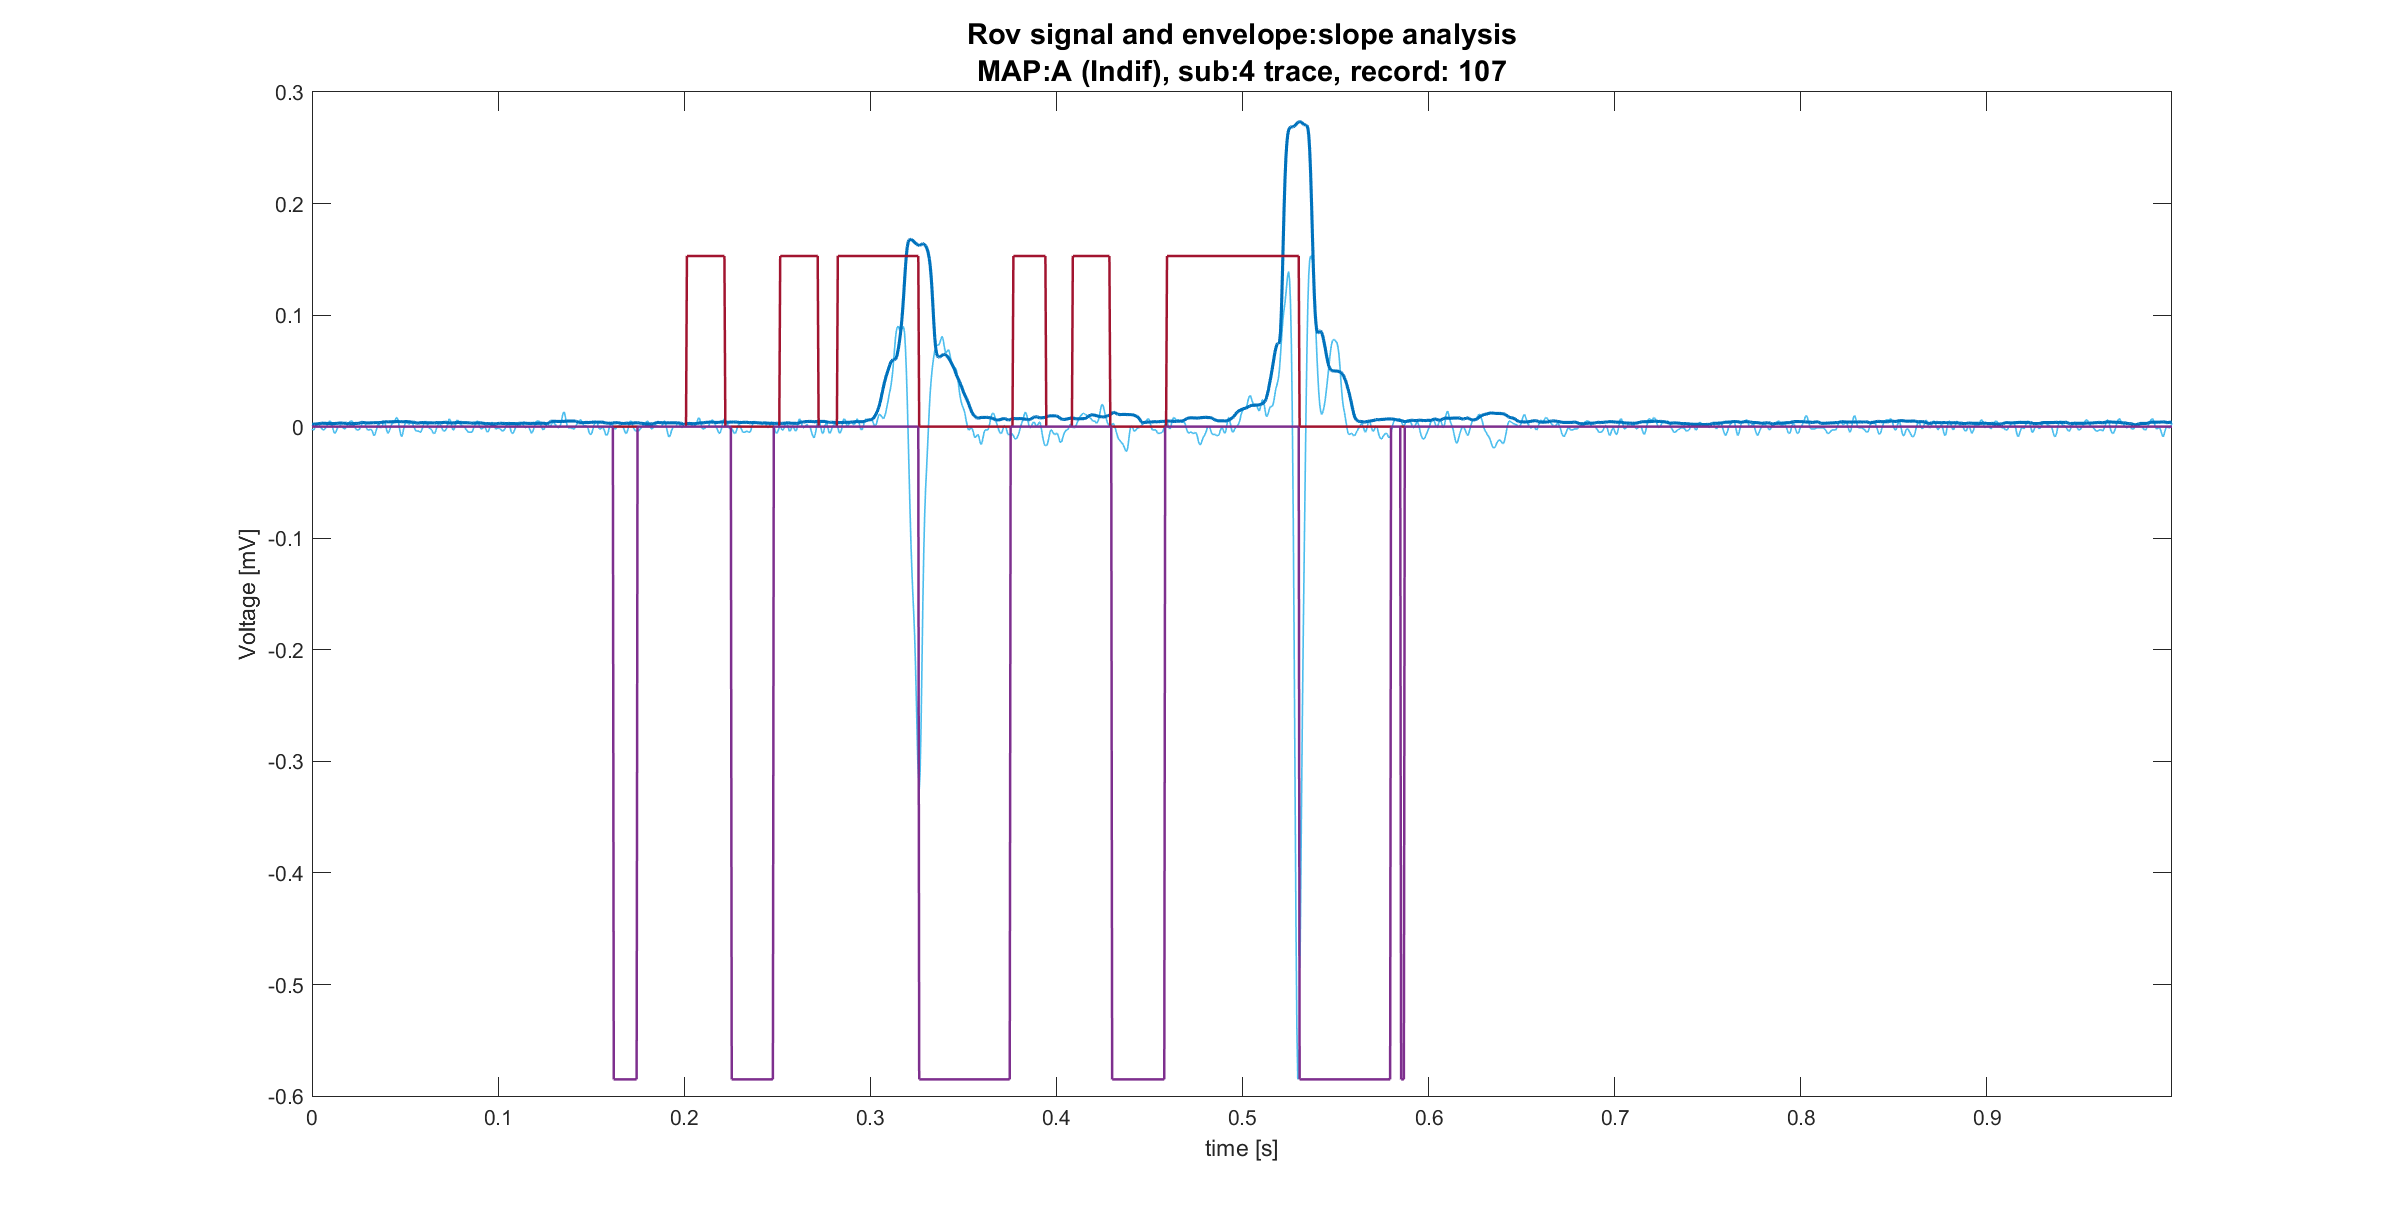 Rov signal and envelope:slope analysis
MAP:A (Indif), sub:4 trace, record: 107
0.3
0.2
0.1
0
-0.1
-0.2
-0.3
-0.4
-0.5
-0.6
Voltage [mV]
0 0.1 0.2 0.3 0.4 0.5 0.6 0.7 0.8 0.9
time [s]